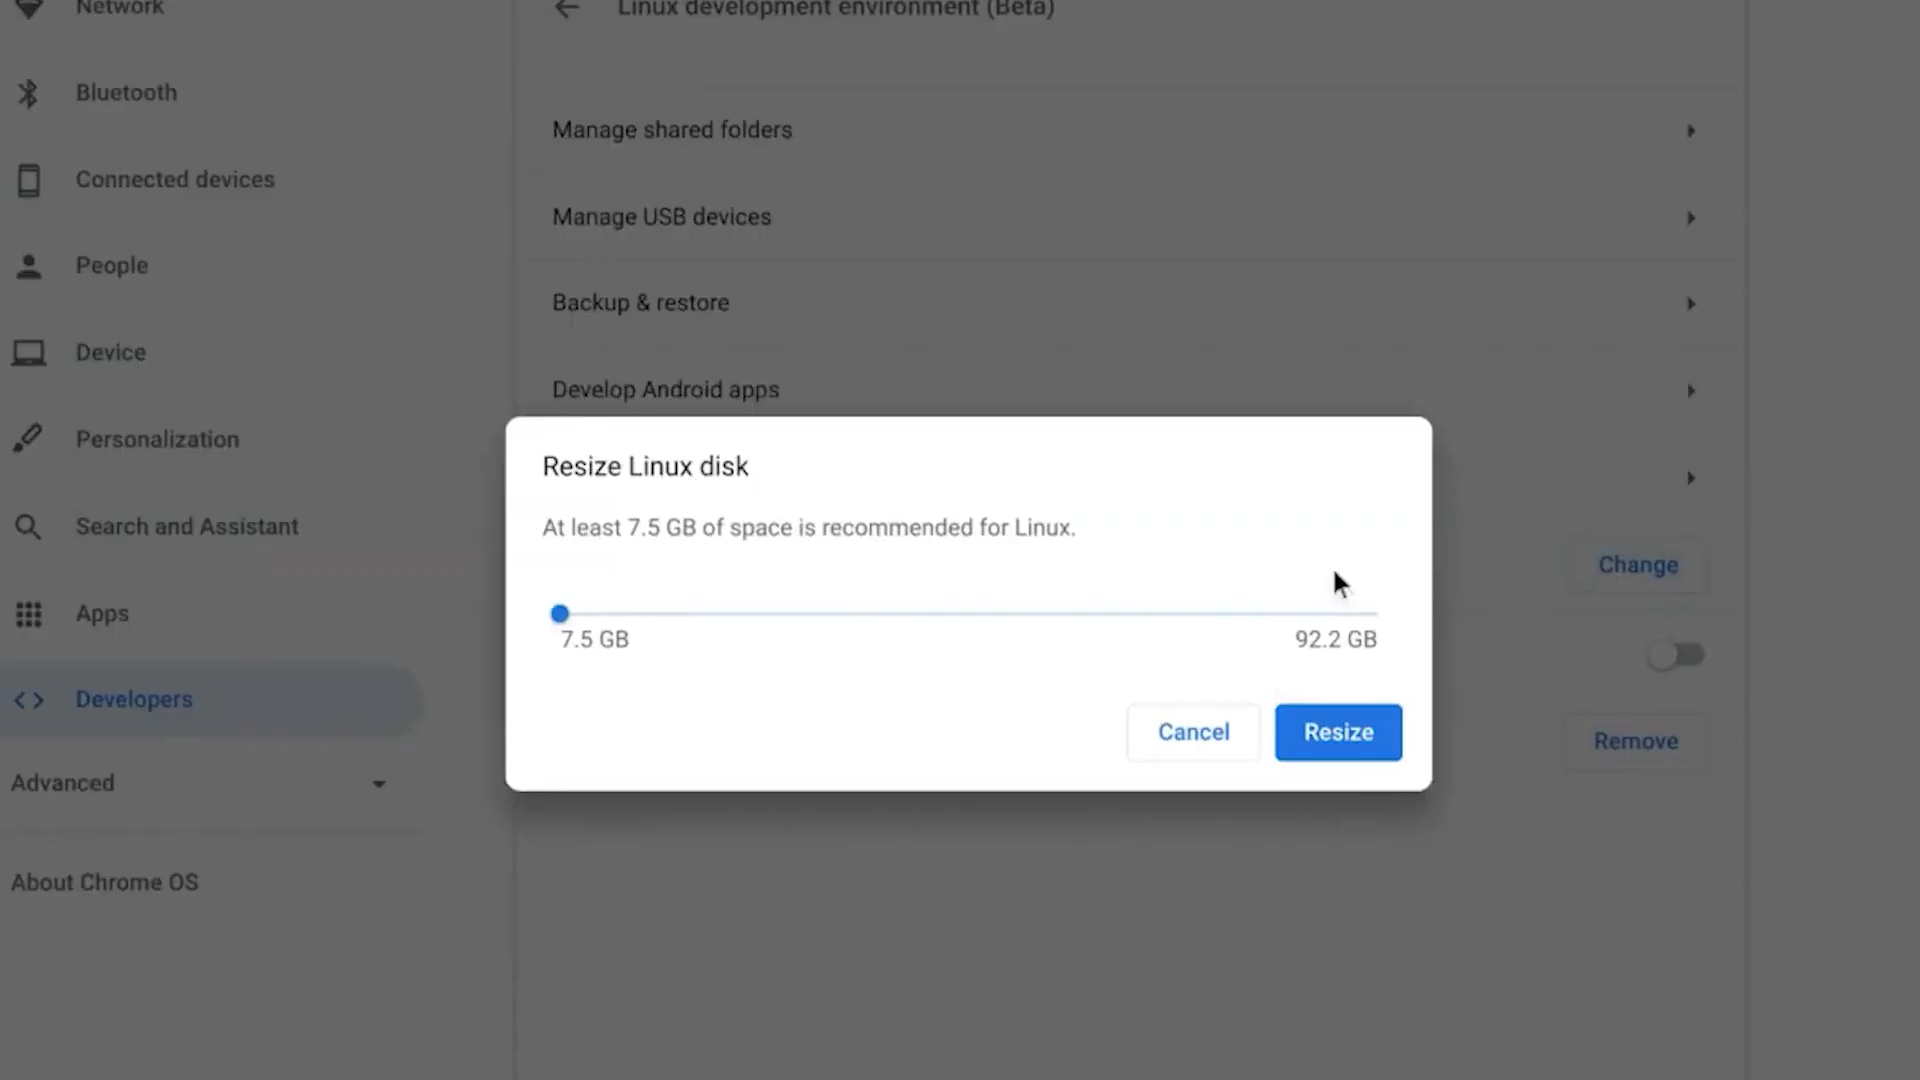 Network
Bluetooth
Connected devices
People
Device
Personalization
Search and Assistant
Apps
Developers
Advanced
About Chrome OS
Linux development environment (Beta)
Manage shared folders
Manage USB devices
Backup & restore
Develop Android apps
Change
Remove
Resize Linux disk
At least 7.5 GB of space is recommended for Linux.
7.5 GB
92.2 GB
Cancel
Resize